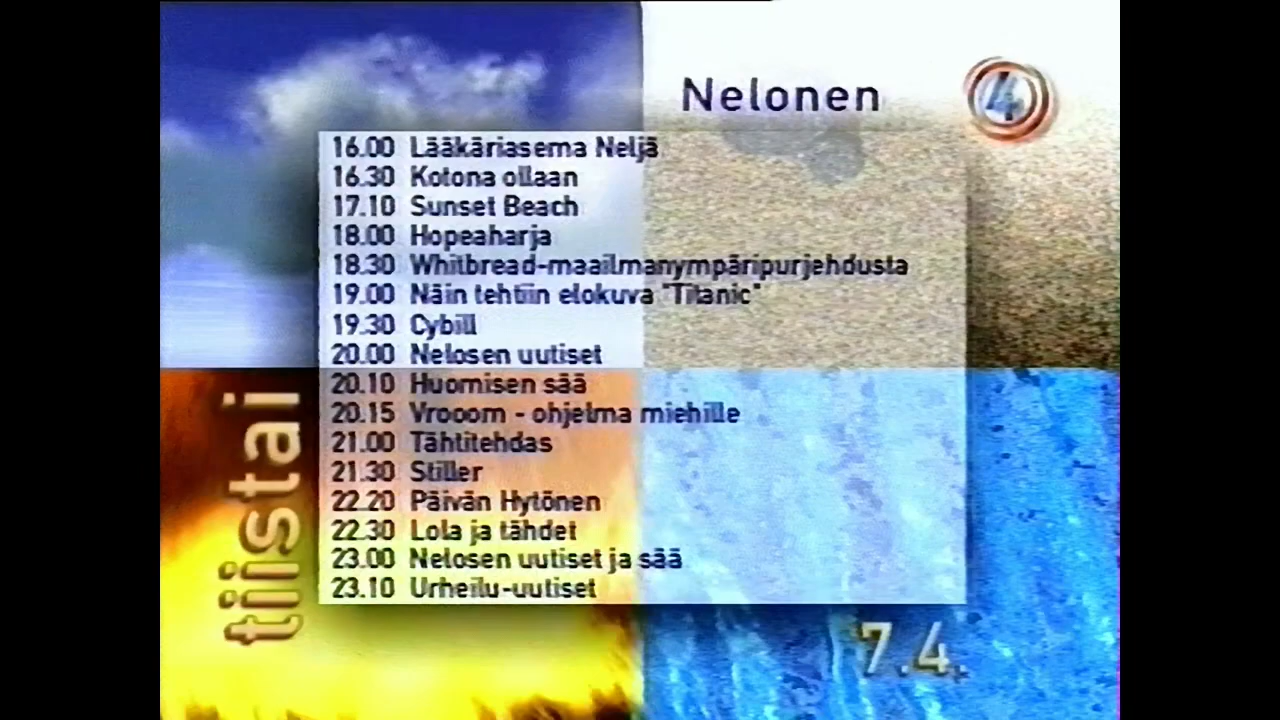 Nelonen
4
16.00 Lääkäriasema Neljä
16.30 Kotona ollaan
17.10 Sunset Beach
18.00 Hopeaharja
18.30 Whitbread-maailmanympäripurjehdusta
19.00 Näin tehtiin elokuva "Titanic"
19.30 Cybill
20.00 Nelosen uutiset
20.10 Huomisen sää
20.15 Vrooom - ohjelma miehille
21.00 Tähtitehdas
21.30 Stiller
22.20 Päivän Hytönen
22.30 Lola ja tähdet
23.00 Nelosen uutiset ja sää
23.10 Urheilu-uutiset
tiistai
7.4.